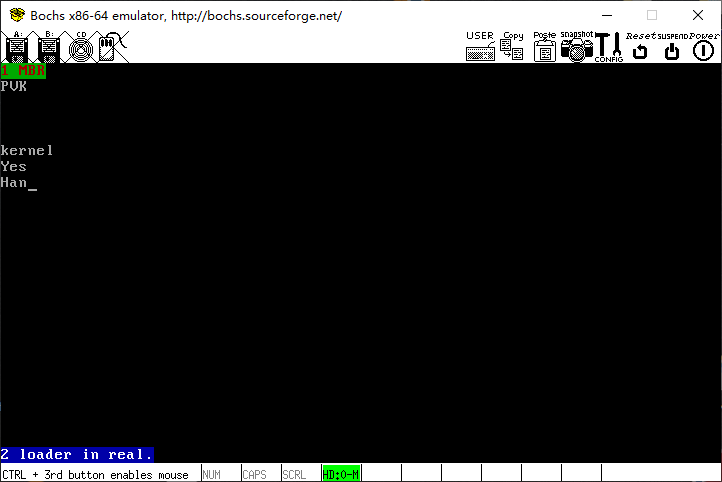 Bochs x86-64 emulator, http://bochs.sourceforge.net/
A: B: CD USER Copy Paste snapshot CONFIG Reset SUSPEND Power
1 MBR
PVK
kernel
Yes
Han_
2 loader in real.
CTRL + 3rd button enables mouse NUM CAPS SCRL HD:0-M